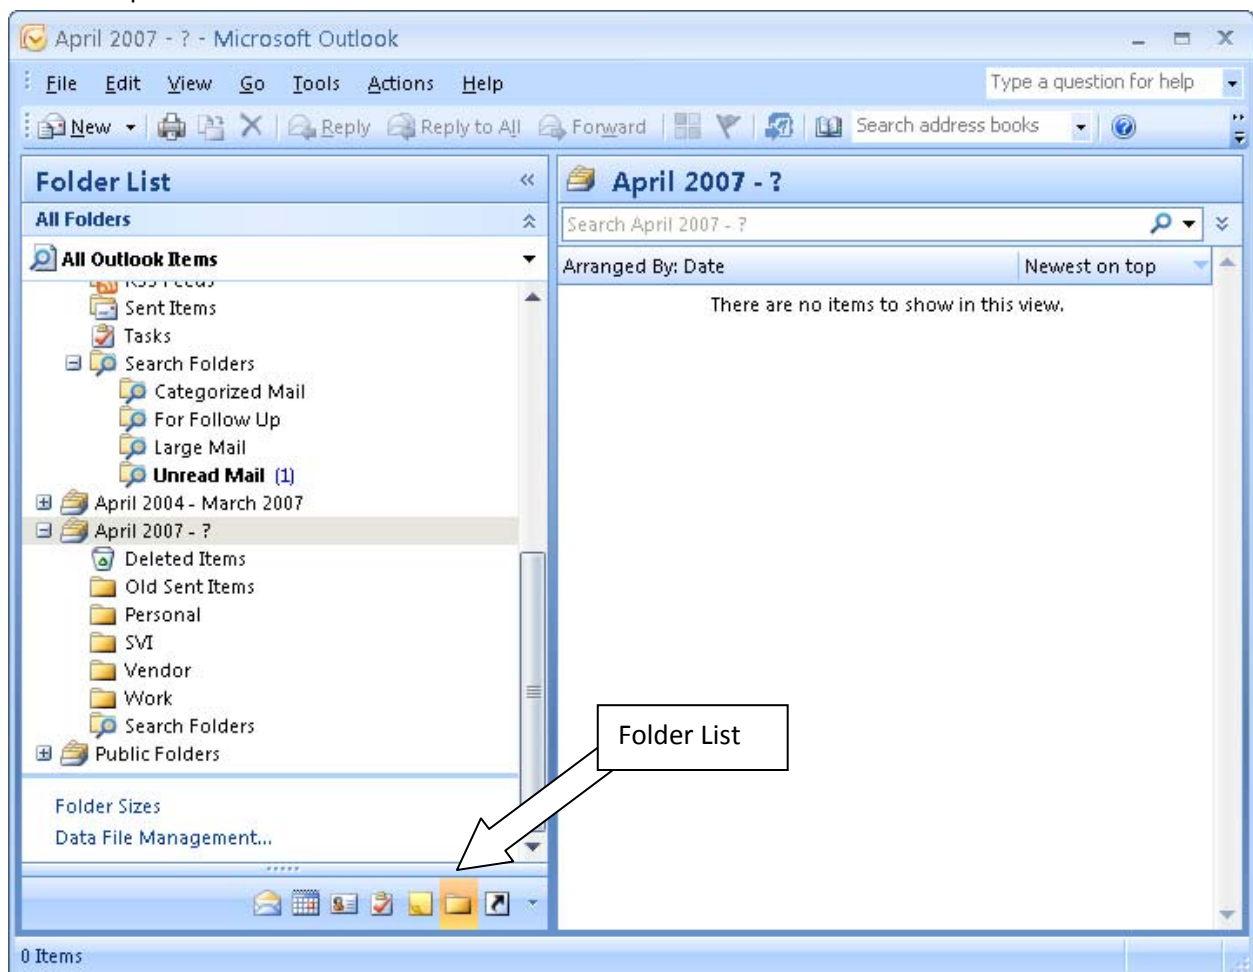 April 2007 - ? - Microsoft Outlook
File Edit View Go Tools Actions Help Type a question for help
New Reply Reply to All Forward Search address books
Folder List
April 2007 - ?
All Folders
Search April 2007 - ?
All Outlook Items
Arranged By: Date Newest on top
RSS Feeds
There are no items to show in this view.
Sent Items
Tasks
Search Folders
Categorized Mail
For Follow Up
Large Mail
Unread Mail (1)
April 2004 - March 2007
April 2007 - ?
Deleted Items
Old Sent Items
Personal
SVI
Vendor
Work
Search Folders
Public Folders
Folder List
Folder Sizes
Data File Management...
0 Items